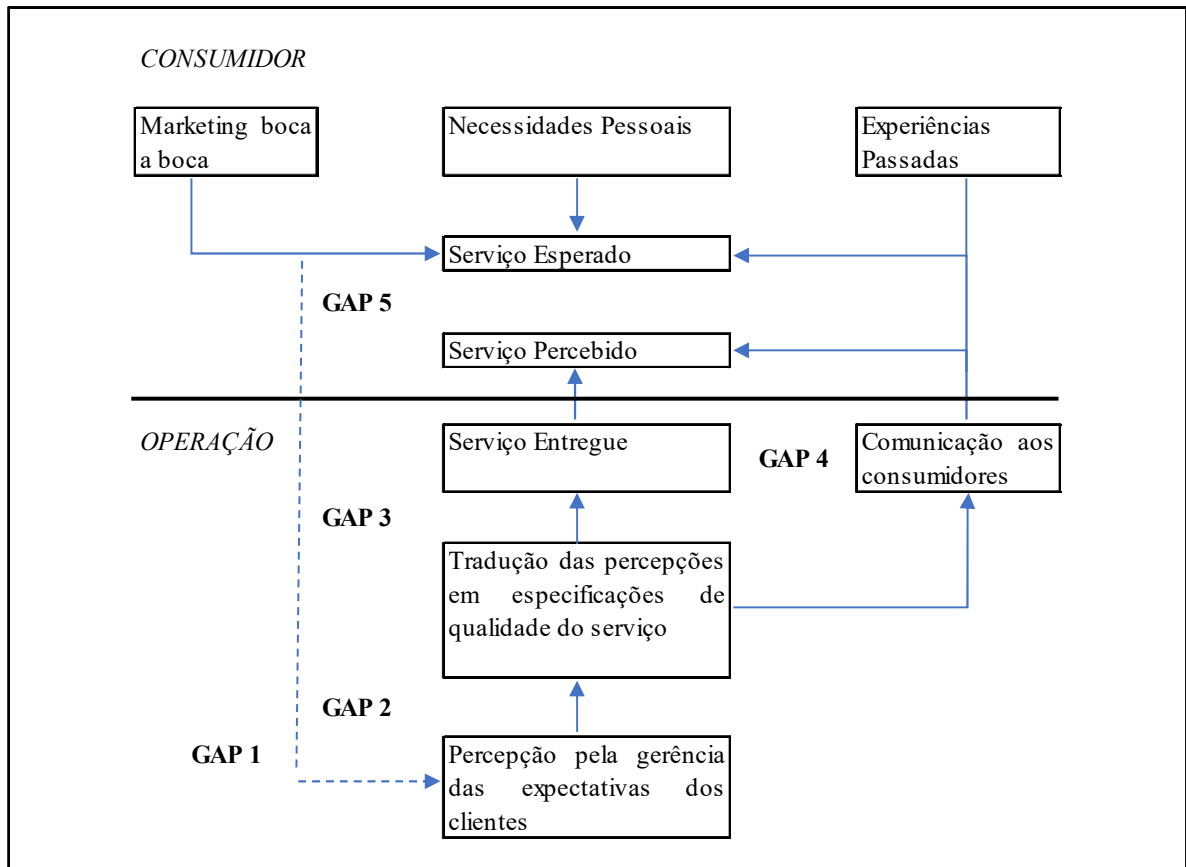 CONSUMIDOR
Marketing boca
a boca
Necessidades Pessoais
Experiências
Passadas
Serviço Esperado
GAP 5
Serviço Percebido
OPERAÇÃO
Serviço Entregue
GAP 4
Comunicação aos
consumidores
GAP 3
Tradução das percepções
em especificações de
qualidade do serviço
GAP 2
GAP 1
Percepção pela gerência
das expectativas dos
clientes